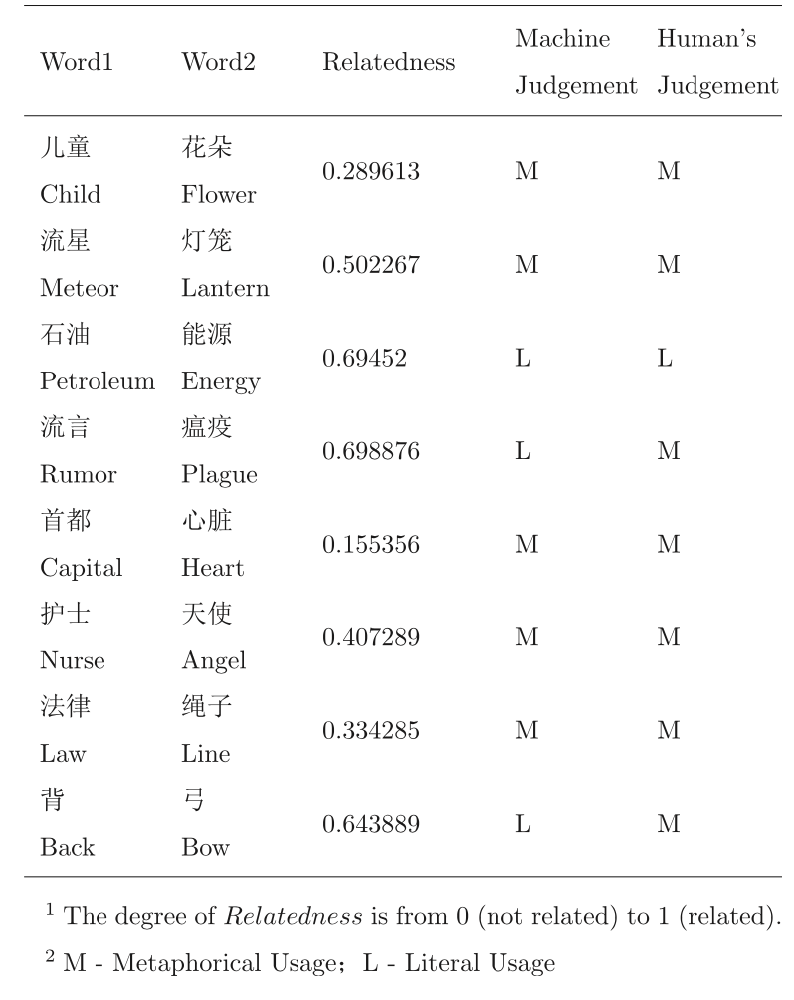 Word1 Word2 Relatedness Machine Judgement Human's Judgement
儿童 花朵 0.289613 M M
Child Flower
流星 灯笼 0.502267 M M
Meteor Lantern
石油 能源 0.69452 L L
Petroleum Energy
流言 瘟疫 0.698876 L M
Rumor Plague
首都 心脏 0.155356 M M
Capital Heart
护士 天使 0.407289 M M
Nurse Angel
法律 绳子 0.334285 M M
Law Line
背 弓 0.643889 L M
Back Bow
1 The degree of Relatedness is from 0 (not related) to 1 (related).
2 M - Metaphorical Usage；L - Literal Usage